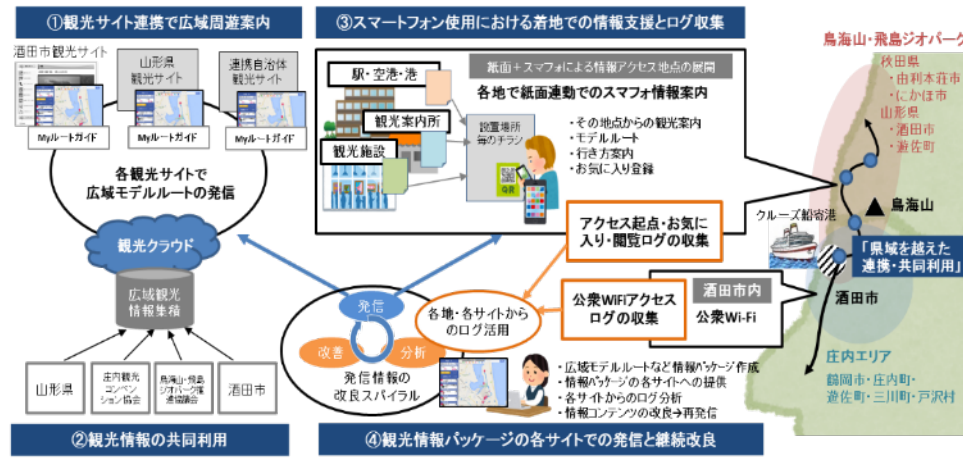 ①観光サイト連携で広域周遊案内
酒田市観光サイト
山形県
観光サイト
連携自治体
観光サイト
Myルートガイド
Myルートガイド
Myルートガイド
各観光サイトで
広域モデルルートの発信
観光クラウド
広域観光
情報集積
山形県
庄内観光
コンベン
ション協会
鳥海山・飛島
ジオパーク推
進協議会
酒田市
②観光情報の共同利用
③スマートフォン使用における着地での情報支援とログ収集
紙面+スマフォによる情報アクセス地点の展開
各地で紙面連動でのスマフォ情報案内
駅・空港・港
観光案内所
観光施設
設置場所
毎のチラシ
QR
・その地点からの観光案内
・モデルルート
・行き方案内
・お気に入り登録
アクセス起点・お気に
入り・閲覧ログの収集
公衆WiFiアクセス
ログの収集
酒田市内
公衆Wi-Fi
発信
改善
分析
発信情報の
改良スパイラル
各地・各サイトから
のログ活用
・広域モデルルートなど情報パッケージ作成
・情報パッケージの各サイトへの提供
・各サイトからのログ分析
・情報コンテンツの改良→再発信
④観光情報パッケージの各サイトでの発信と継続改良
鳥海山・飛島ジオパーク
秋田県
・由利本荘市
・にかほ市
山形県
・酒田市
・遊佐町
鳥海山
クルーズ船寄港
「県域を越えた
連携・共同利用」
酒田市
庄内エリア
鶴岡市・庄内町・
遊佐町・三川町・戸沢村